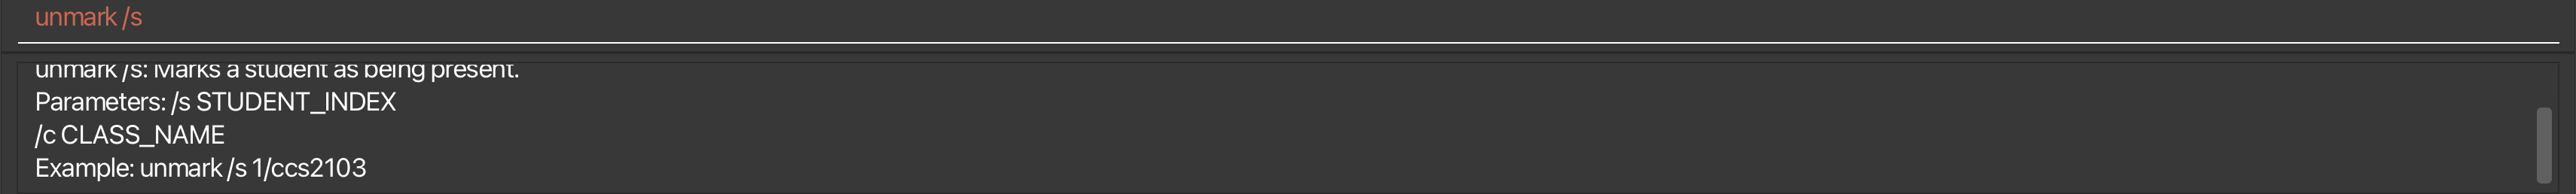 unmark /s
unmark /s: Marks a student as being present.
Parameters: /s STUDENT_INDEX
/c CLASS_NAME
Example: unmark /s 1/ccs2103